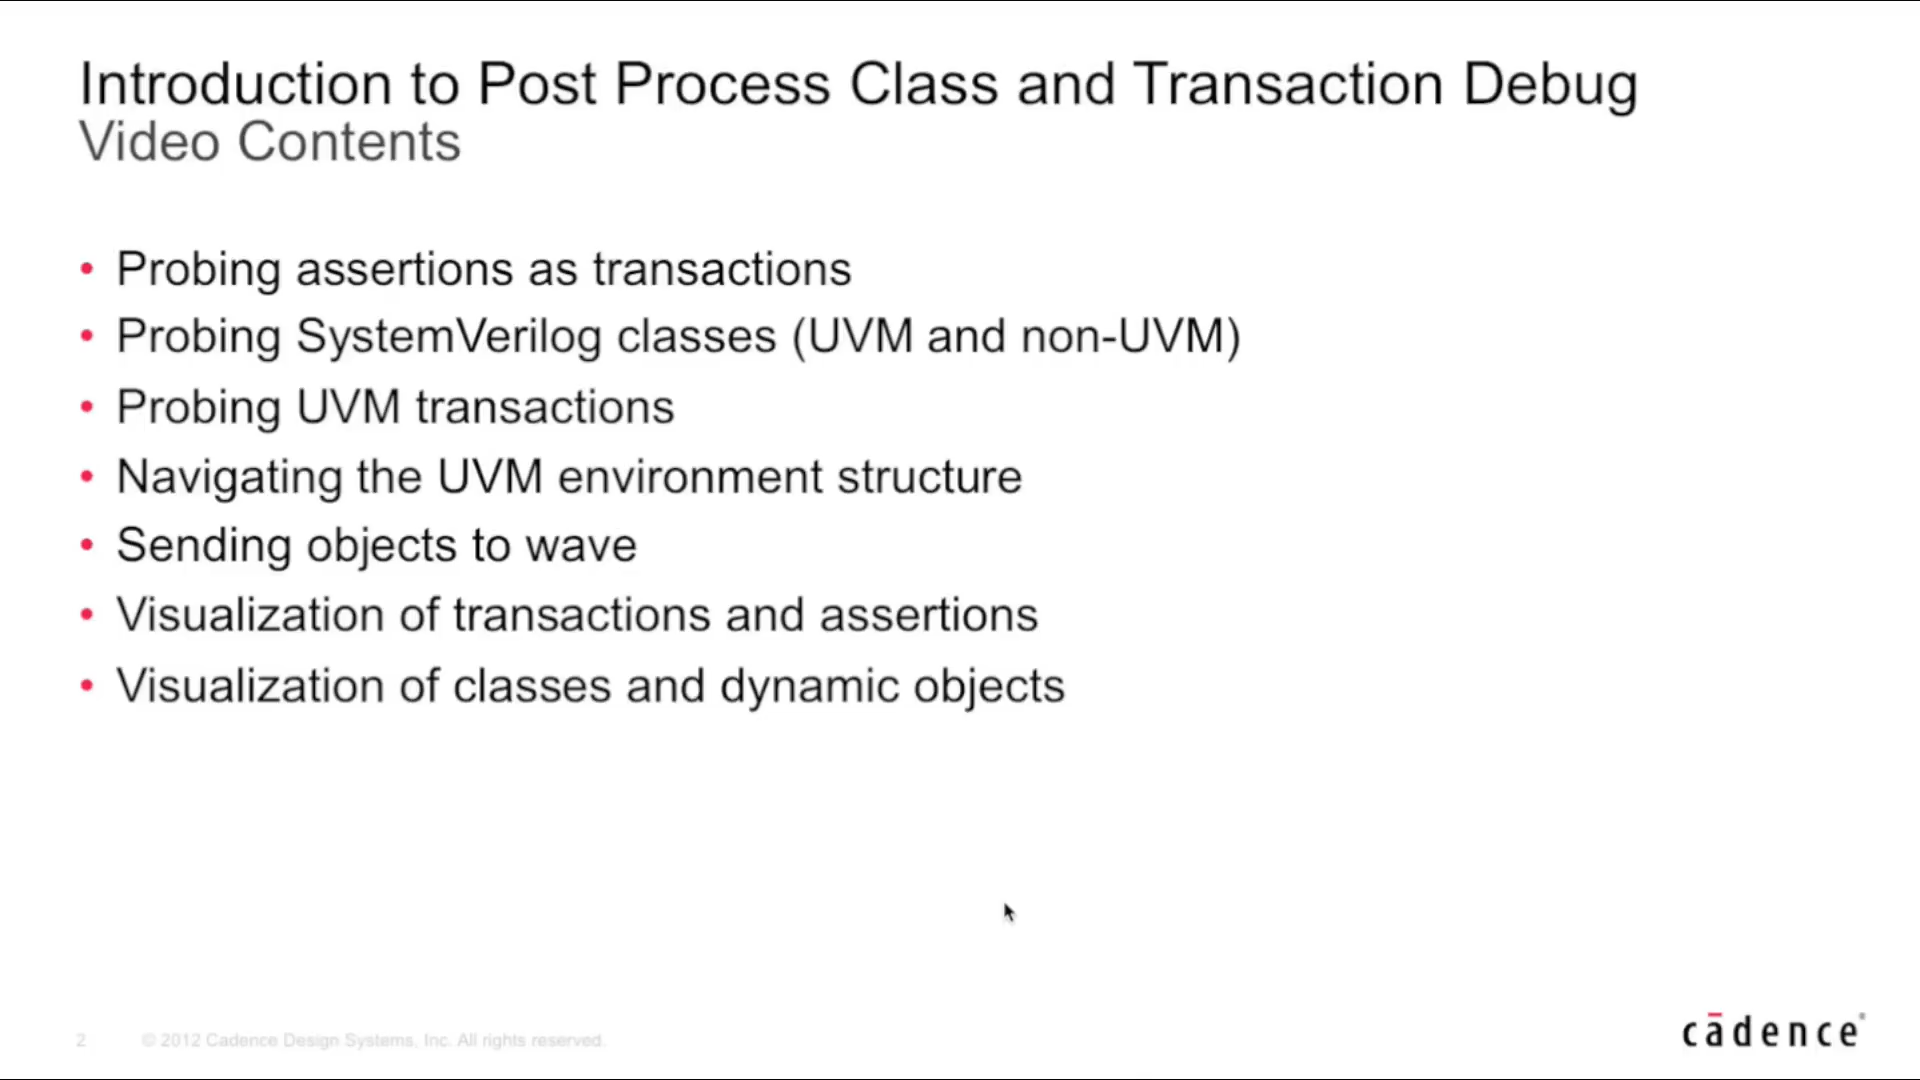 Introduction to Post Process Class and Transaction Debug
Video Contents
• Probing assertions as transactions
• Probing SystemVerilog classes (UVM and non-UVM)
• Probing UVM transactions
• Navigating the UVM environment structure
• Sending objects to wave
• Visualization of transactions and assertions
• Visualization of classes and dynamic objects
2 © 2012 Cadence Design Systems, Inc. All rights reserved.
cādence®